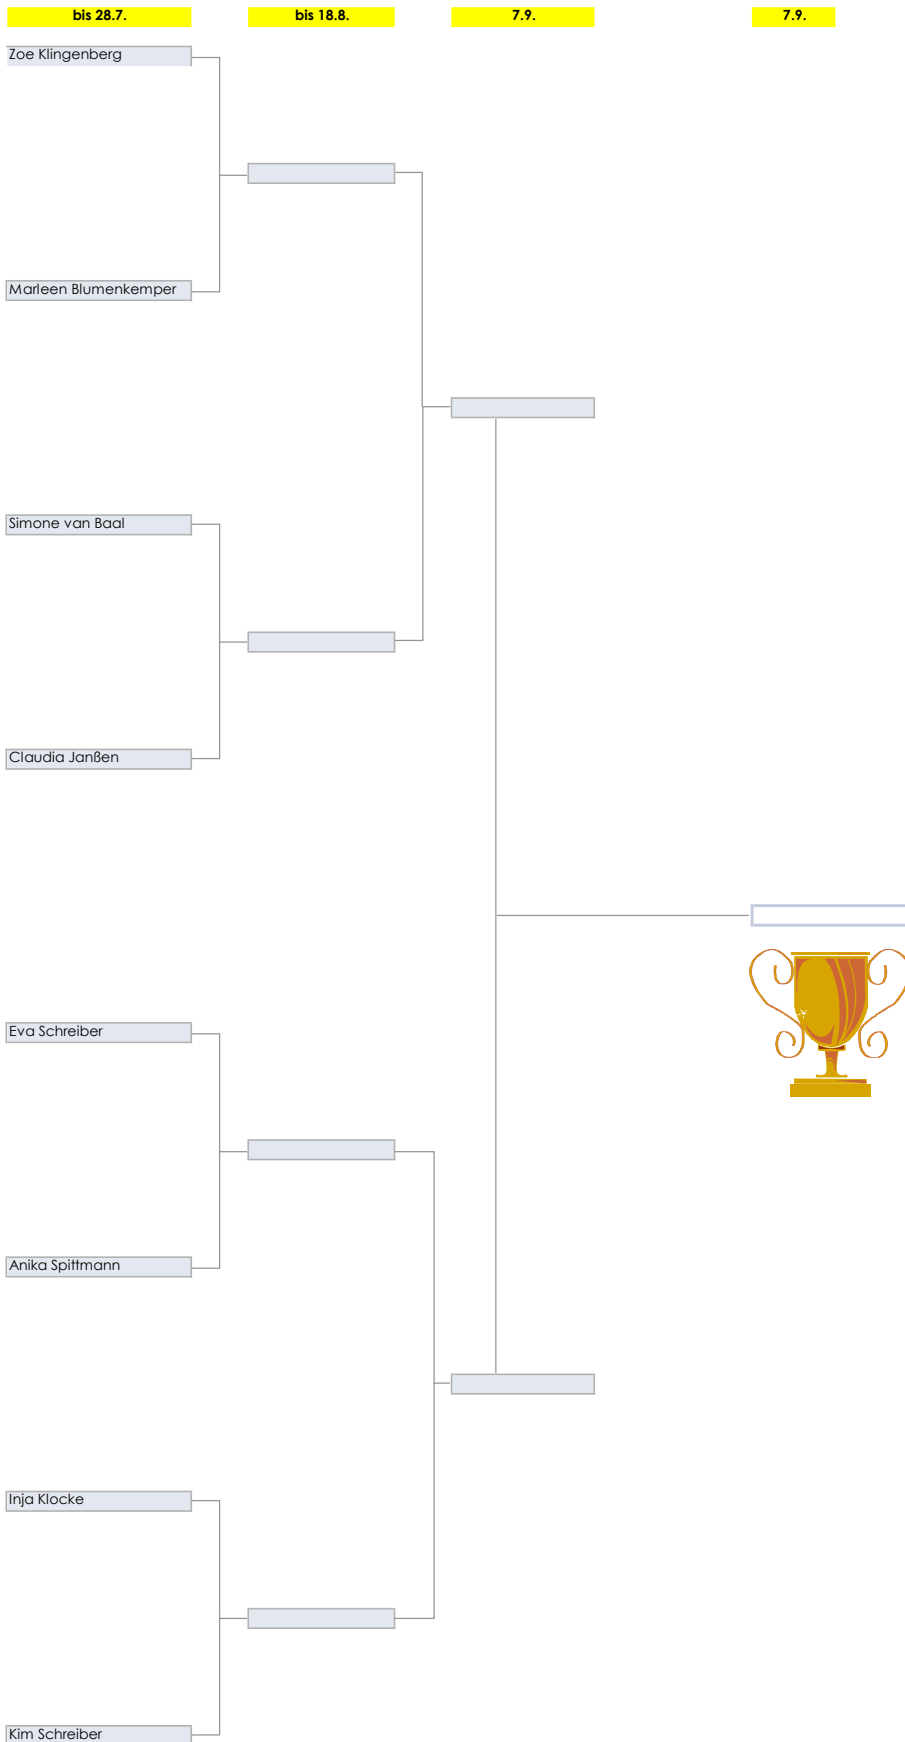 bis 28.7. bis 18.8. 7.9. 7.9.
Zoe Klingenberg
Marleen Blumenkemper
Simone van Baal
Claudia Janßen
Eva Schreiber
Anika Spittmann
Inja Klocke
Kim Schreiber